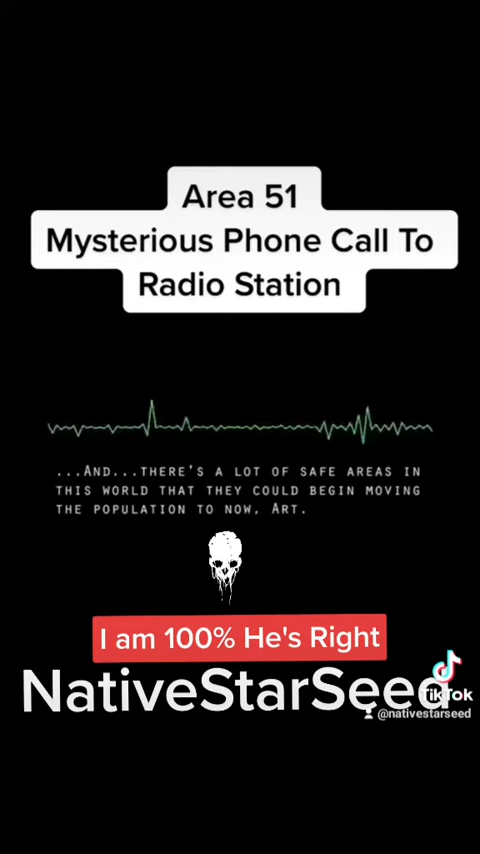 Area 51
Mysterious Phone Call To
Radio Station
...And...there's a lot of safe areas in
this world that they could begin moving
the population to now, Art.
I am 100% He's Right
NativeStarSeed
TikTok
@nativestarseed